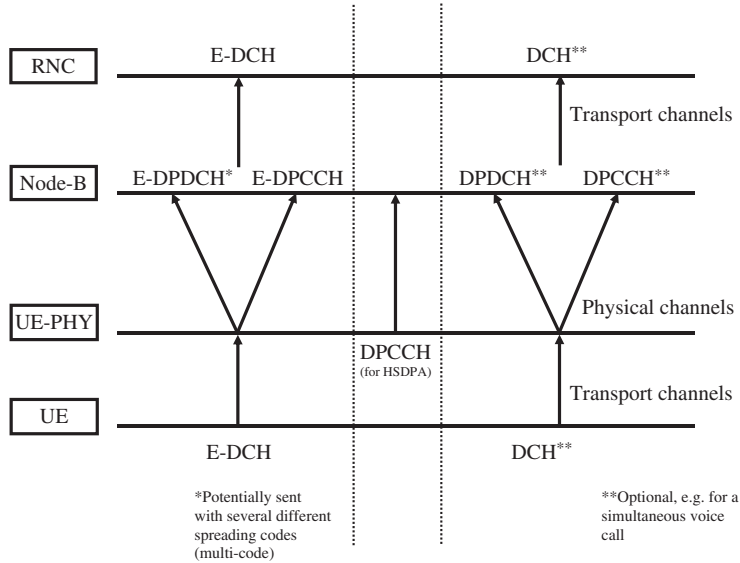 RNC
E-DCH
DCH**
Transport channels
Node-B
E-DPDCH*
E-DPCCH
DPDCH**
DPCCH**
Physical channels
UE-PHY
DPCCH
(for HSDPA)
Transport channels
UE
E-DCH
DCH**
*Potentially sent
with several different
spreading codes
(multi-code)
**Optional, e.g. for a
simultaneous voice
call